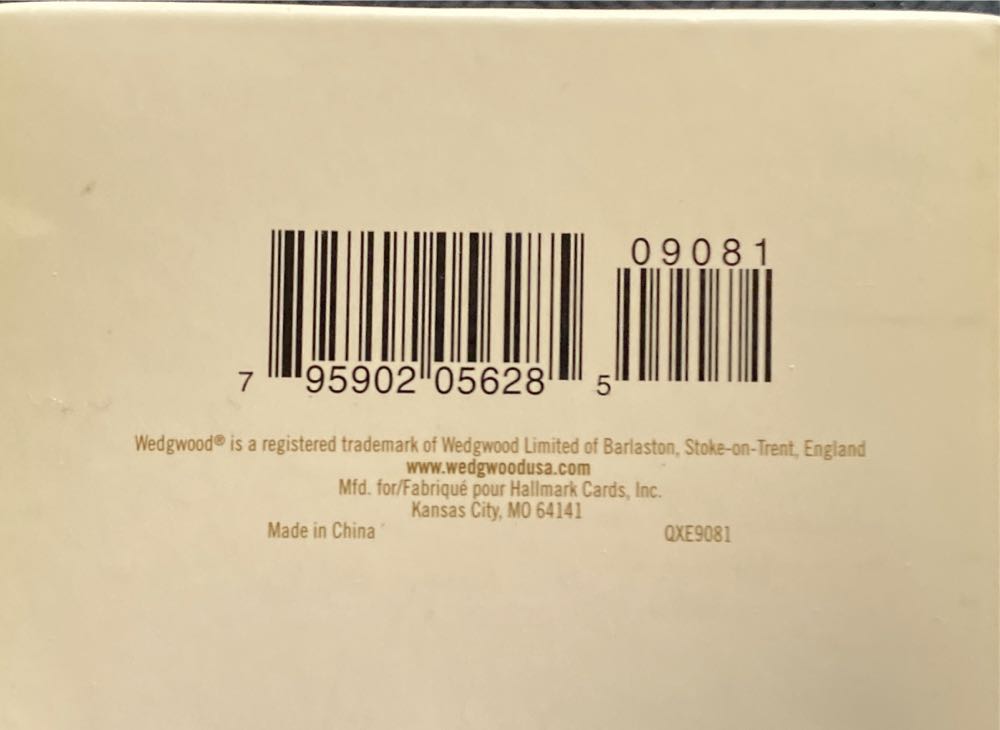 09081
7 95902 05628 5
Wedgwood® is a registered trademark of Wedgwood Limited of Barlaston, Stoke-on-Trent, England
www.wedgwoodusa.com
Mfd. for/Fabriqué pour Hallmark Cards, Inc.
Kansas City, MO 64141
Made in China QXE9081